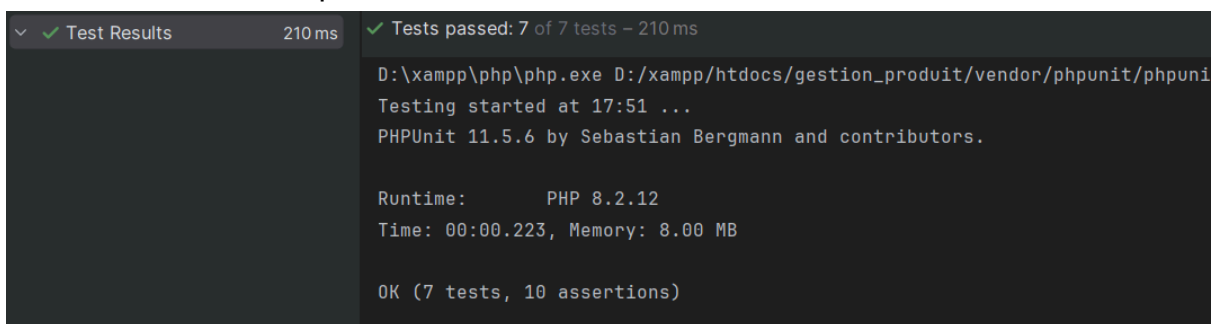 Test Results 210 ms
Tests passed: 7 of 7 tests – 210 ms
D:\xampp\php\php.exe D:/xampp/htdocs/gestion_produit/vendor/phpunit/phpuni
Testing started at 17:51 ...
PHPUnit 11.5.6 by Sebastian Bergmann and contributors.
Runtime:       PHP 8.2.12
Time: 00:00.223, Memory: 8.00 MB
OK (7 tests, 10 assertions)